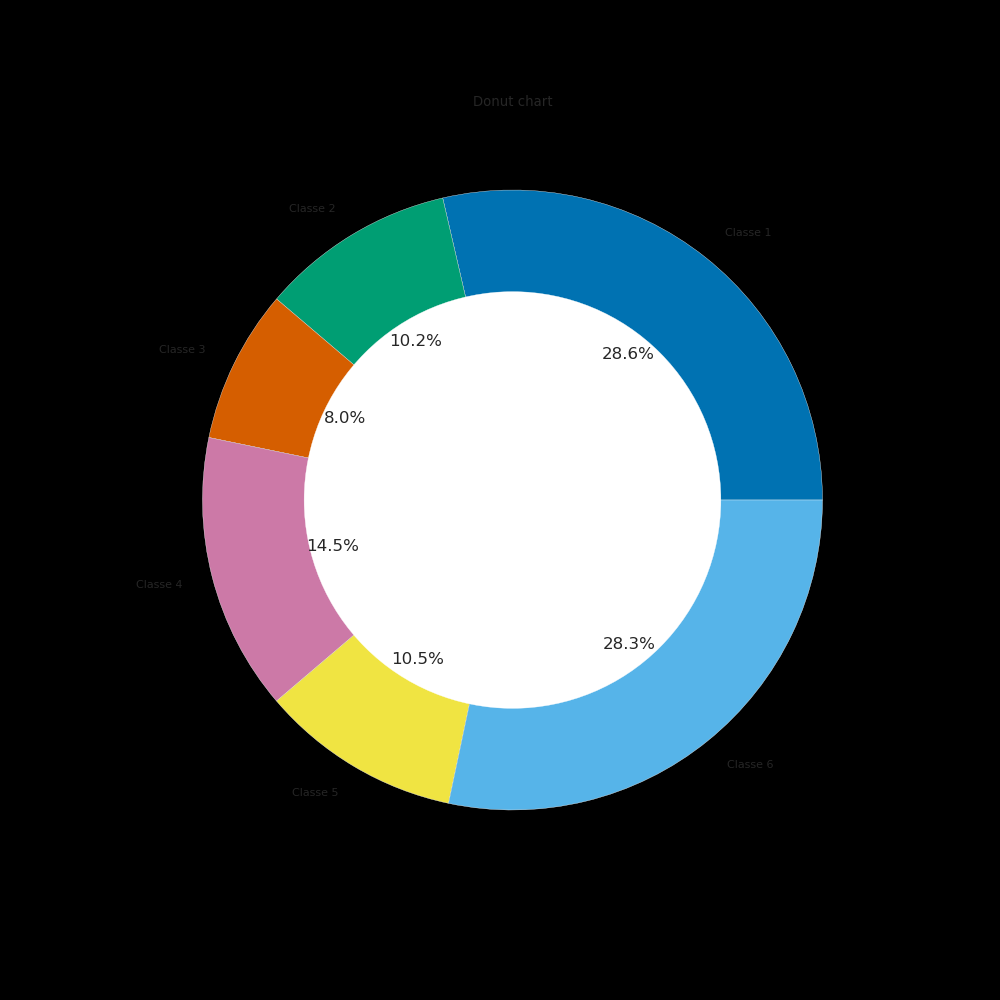 Donut chart
Classe 2
Classe 1
10.2%
28.6%
Classe 3
8.0%
14.5%
Classe 4
10.5%
28.3%
Classe 6
Classe 5